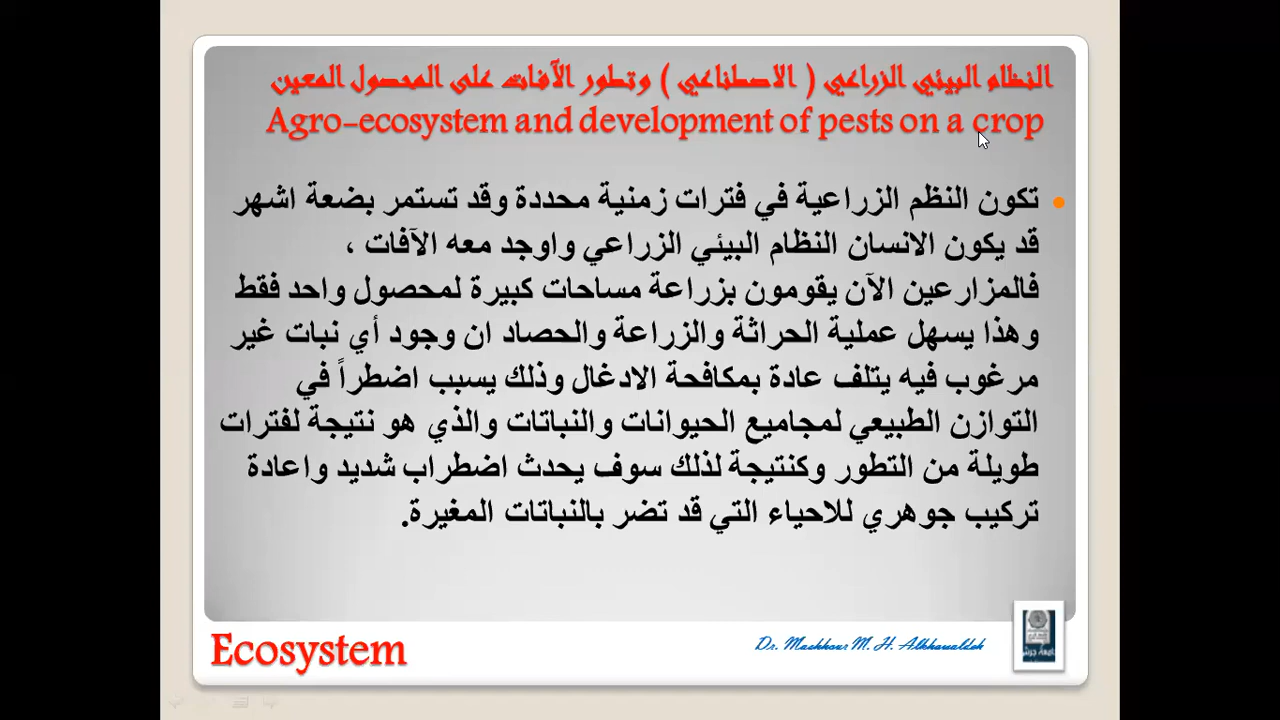 النظام البيئي الزراعي ( الاصطناعي ) وتطور الآفات على المحصول المعين
Agro-ecosystem and development of pests on a crop
تكون النظم الزراعية في فترات زمنية محددة وقد تستمر بضعة اشهر
قد يكون الانسان النظام البيئي الزراعي واوجد معه الآفات ،
فالمزارعين الآن يقومون بزراعة مساحات كبيرة لمحصول واحد فقط
وهذا يسهل عملية الحراثة والزراعة والحصاد ان وجود أي نبات غير
مرغوب فيه يتلف عادة بمكافحة الادغال وذلك يسبب اضطراً في
التوازن الطبيعي لمجاميع الحيوانات والنباتات والذي هو نتيجة لفترات
طويلة من التطور وكنتيجة لذلك سوف يحدث اضطراب شديد واعادة
تركيب جوهري للاحياء التي قد تضر بالنباتات المغيرة.
Ecosystem
Dr. Mashhour M. H. Alkhawaldeh